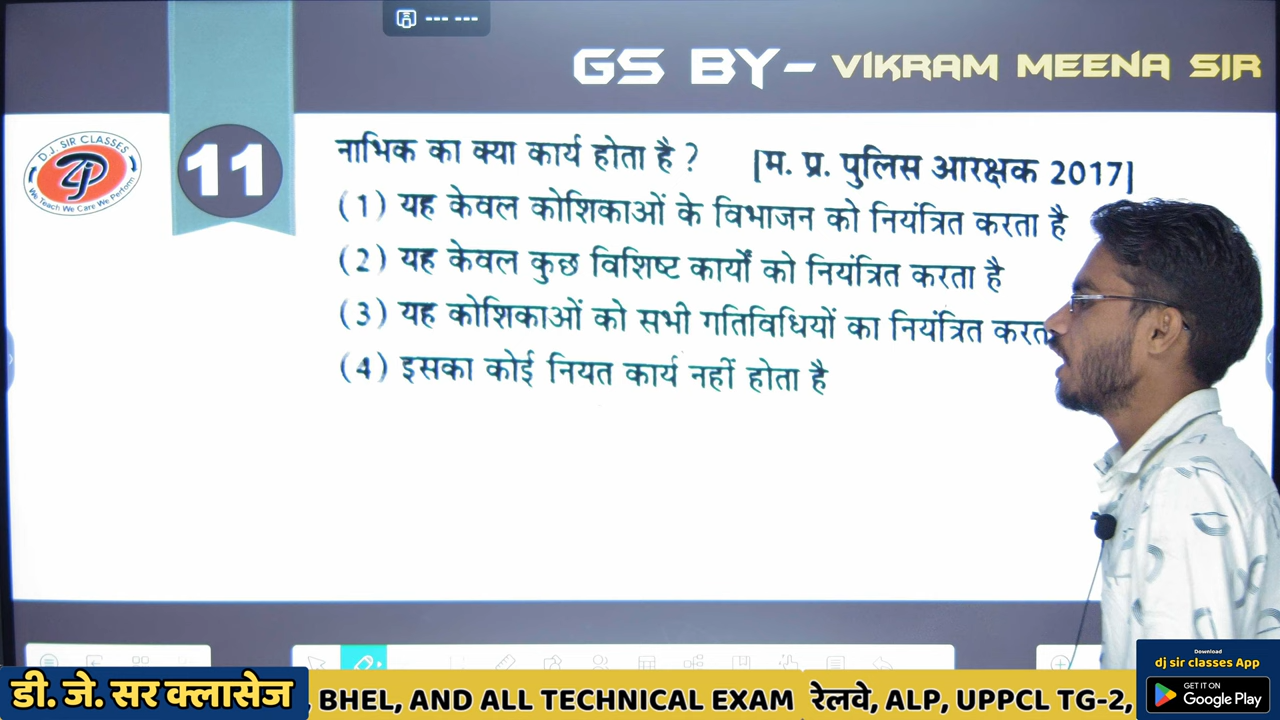 GS BY- VIKRAM MEENA SIR
D.J. SIR CLASSES
We Teach We Care We Perform
11
नाभिक का क्या कार्य होता है ? [म. प्र. पुलिस आरक्षक 2017]
(1) यह केवल कोशिकाओं के विभाजन को नियंत्रित करता है
(2) यह केवल कुछ विशिष्ट कार्यों को नियंत्रित करता है
(3) यह कोशिकाओं को सभी गतिविधियों का नियंत्रित करत
(4) इसका कोई नियत कार्य नहीं होता है
Download
dj sir classes App
GET IT ON
Google Play
डी. जे. सर क्लासेज , BHEL, AND ALL TECHNICAL EXAM रेलवे, ALP, UPPCL TG-2,